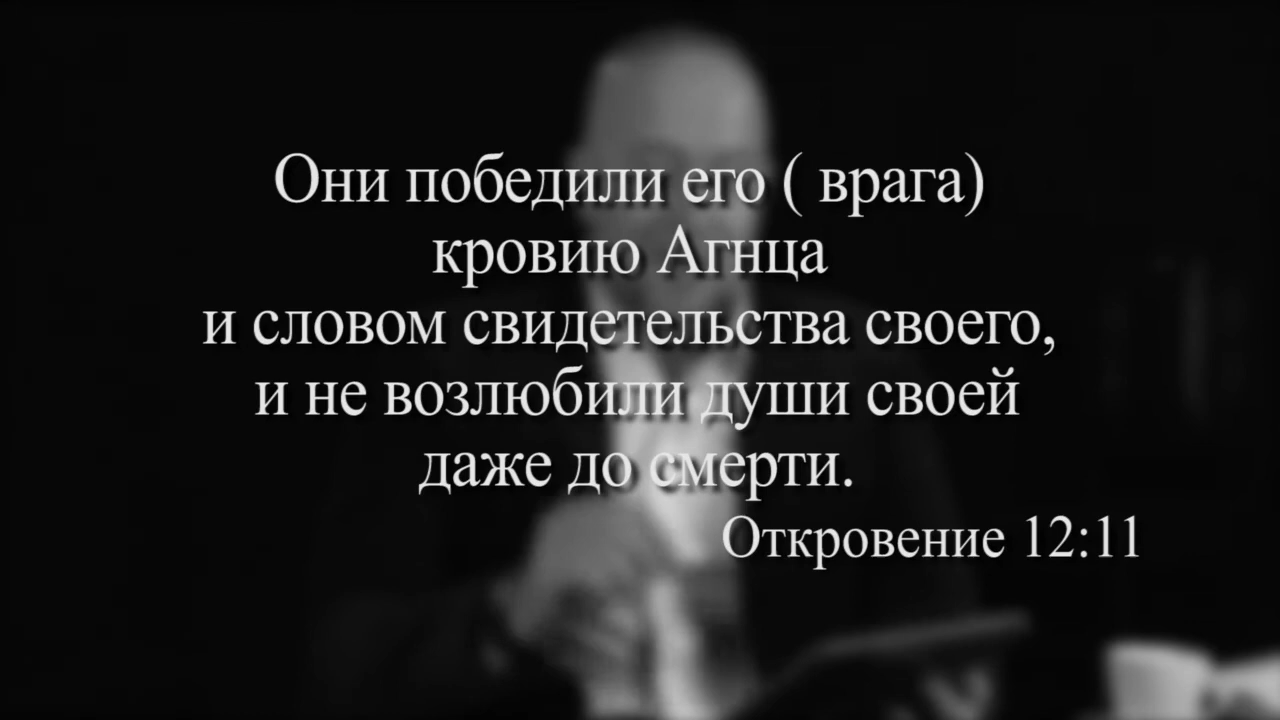 Они победили его ( врага)
кровию Агнца
и словом свидетельства своего,
и не возлюбили души своей
даже до смерти.
Откровение 12:11